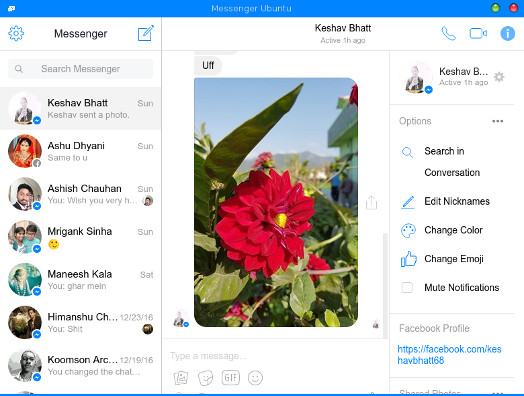 Messenger Ubuntu
Messenger
Search Messenger
Keshav Bhatt Sun
Keshav sent a photo.
Ashu Dhyani Sun
Same to u
Ashish Chauhan Sun
You: Wish you very h...
Mrigank Sinha Sun
Maneesh Kala Sat
You: ghar mein
Himanshu Ch... 12/23/16
You: Shit
Koomson Arc... 12/19/16
You changed the chat...
Keshav Bhatt
Active 1h ago
Uff
Type a message...
GIF
Keshav B...
Active 1h ago
Options
Search in
Conversation
Edit Nicknames
Change Color
Change Emoji
Mute Notifications
Facebook Profile
https://facebook.com/kes
havbhatt68
Shared Photos